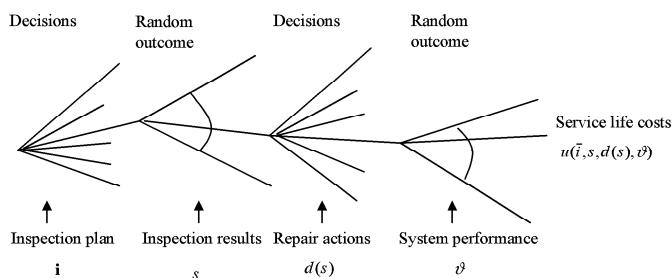 Decisions
Random
outcome
Decisions
Random
outcome
Service life costs
u(i̅,s,d(s),ϑ)
Inspection plan
i
Inspection results
s
Repair actions
d(s)
System performance
ϑ